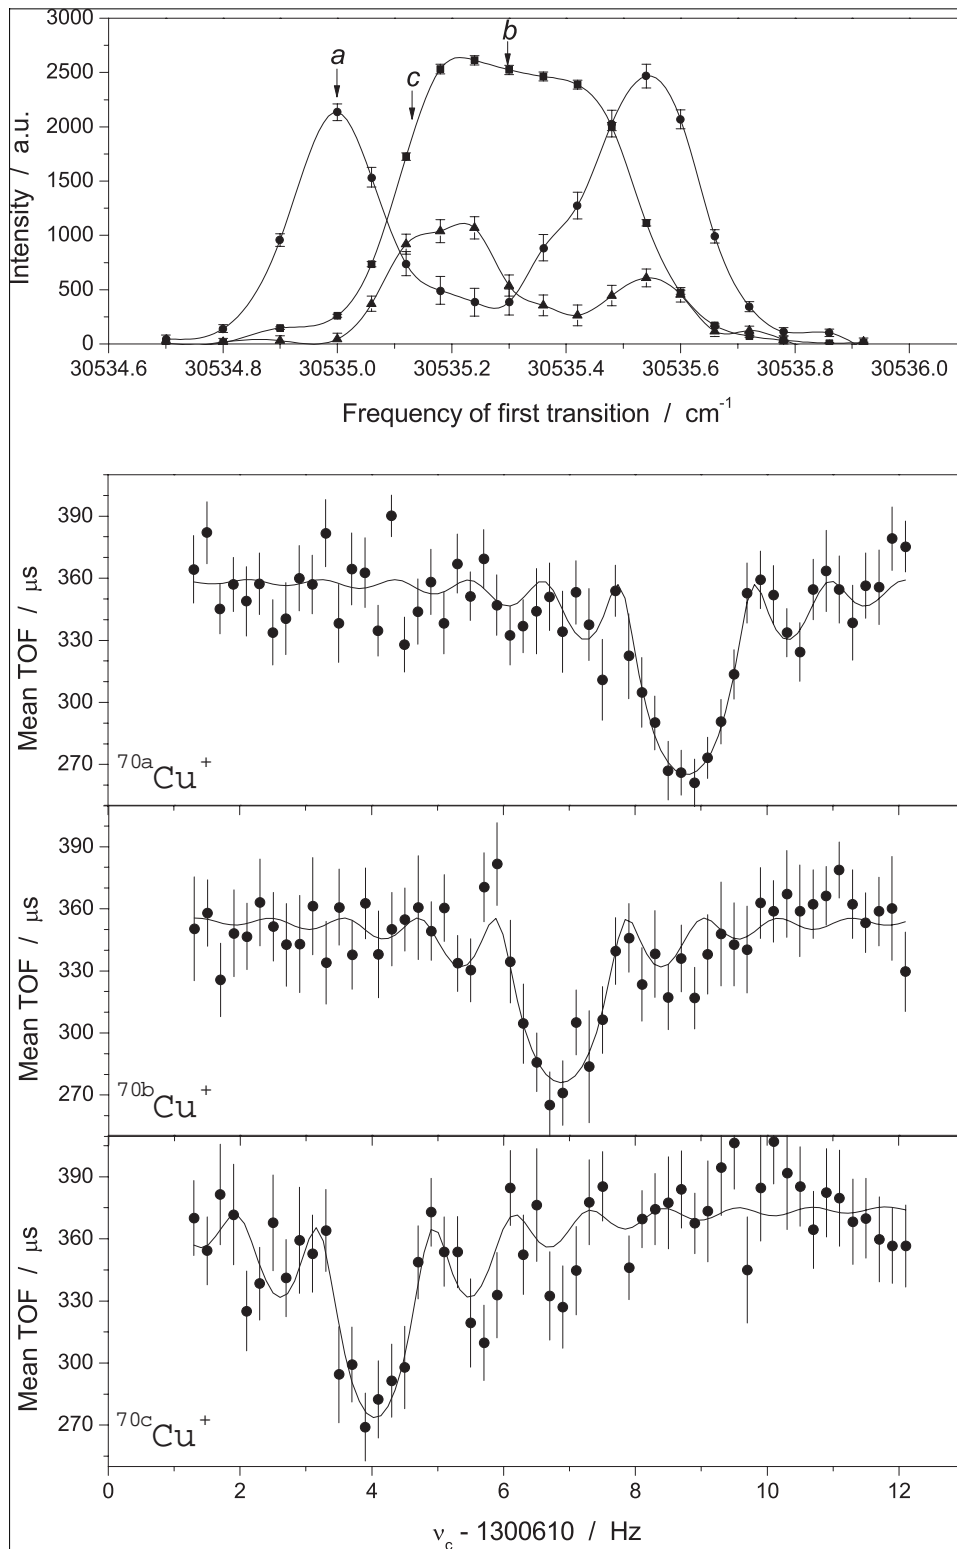 3000
2500
2000
1500
1000
500
0
Intensity / a.u.
a
c
b
30534.6 30534.8 30535.0 30535.2 30535.4 30535.6 30535.8 30536.0
Frequency of first transition / cm⁻¹
390
360
330
300
270
Mean TOF / μs
⁷⁰ᵃCu⁺
390
360
330
300
270
Mean TOF / μs
⁷⁰ᵇCu⁺
390
360
330
300
270
Mean TOF / μs
⁷⁰ᶜCu⁺
0 2 4 6 8 10 12
ν_c - 1300610 / Hz